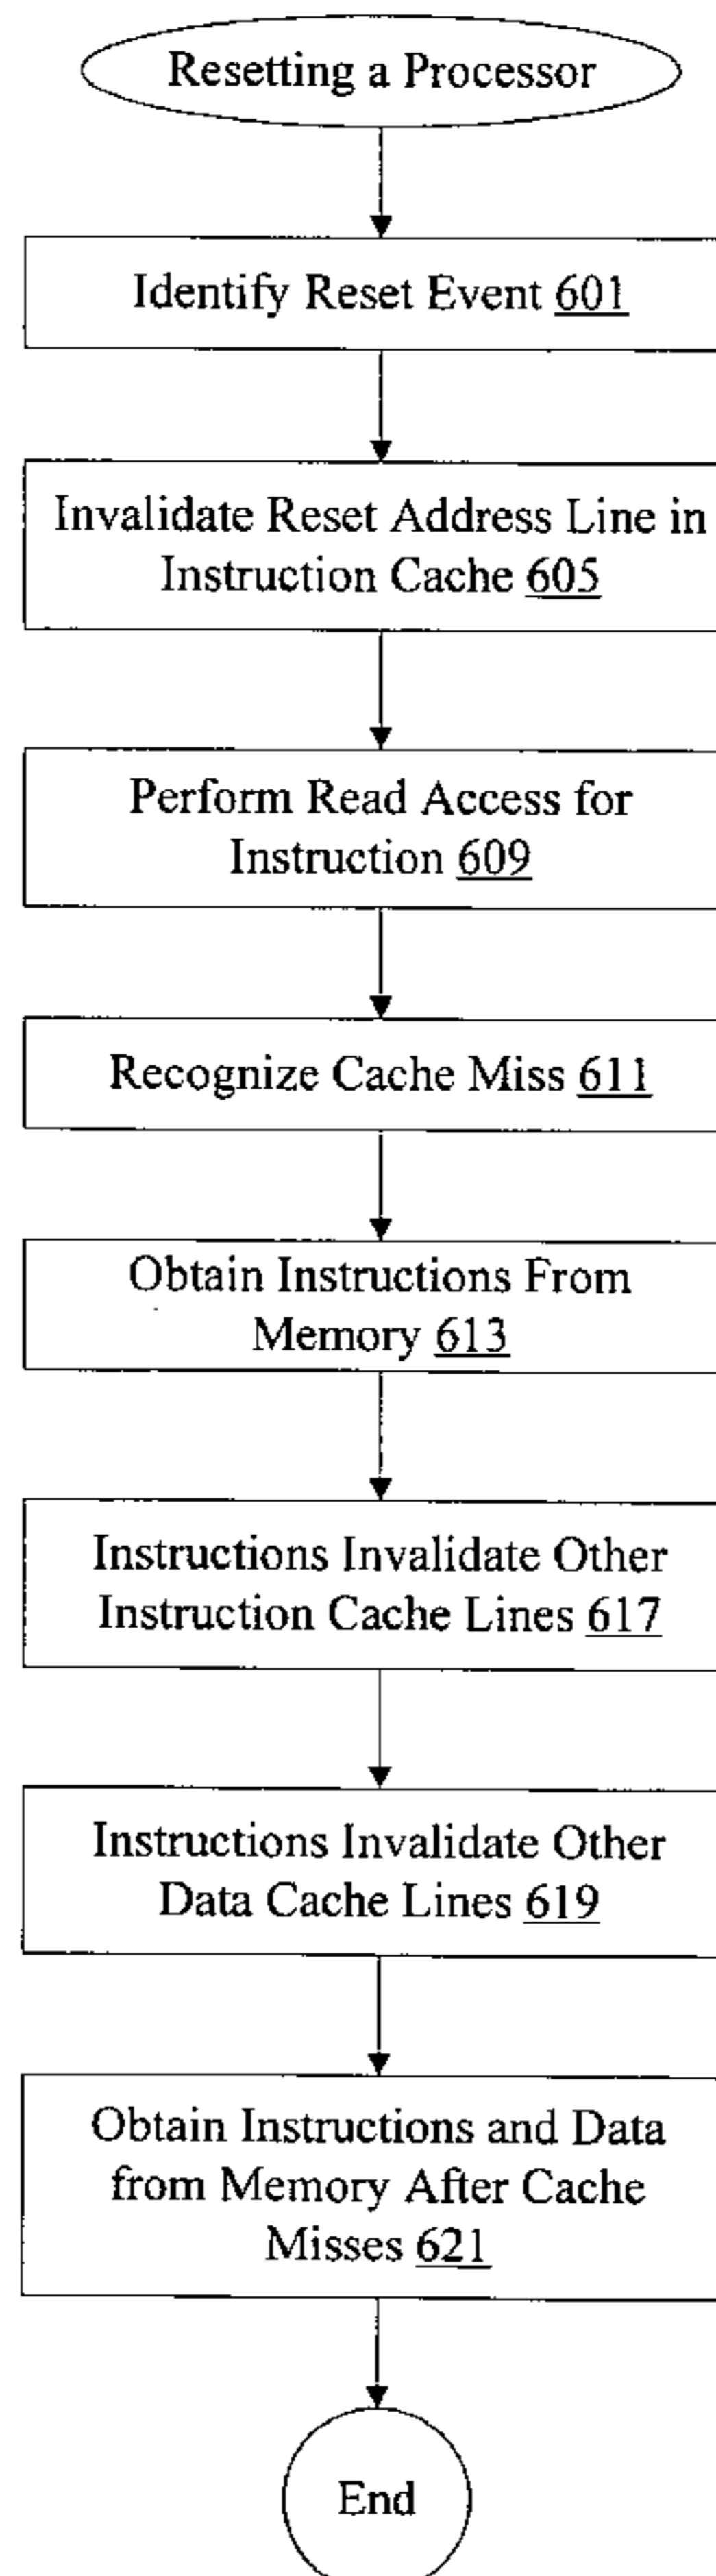 Resetting a Processor
Identify Reset Event 601
Invalidate Reset Address Line in
Instruction Cache 605
Perform Read Access for
Instruction 609
Recognize Cache Miss 611
Obtain Instructions From
Memory 613
Instructions Invalidate Other
Instruction Cache Lines 617
Instructions Invalidate Other
Data Cache Lines 619
Obtain Instructions and Data
from Memory After Cache
Misses 621
End